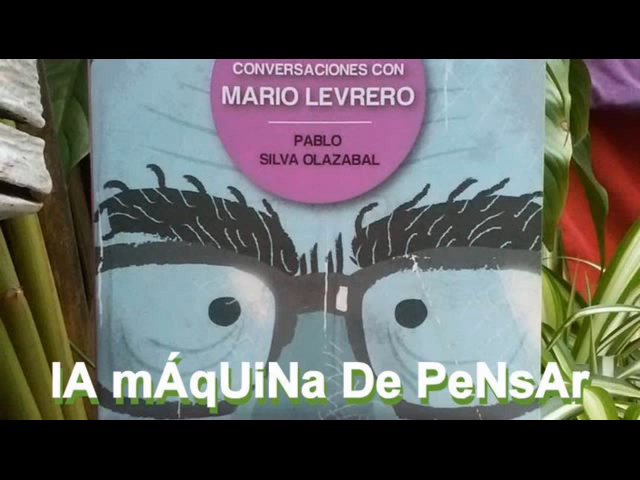 CONVERSACIONES CON
MARIO LEVRERO
PABLO
SILVA OLAZABAL
lA mÁqUiNa De PeNsAr